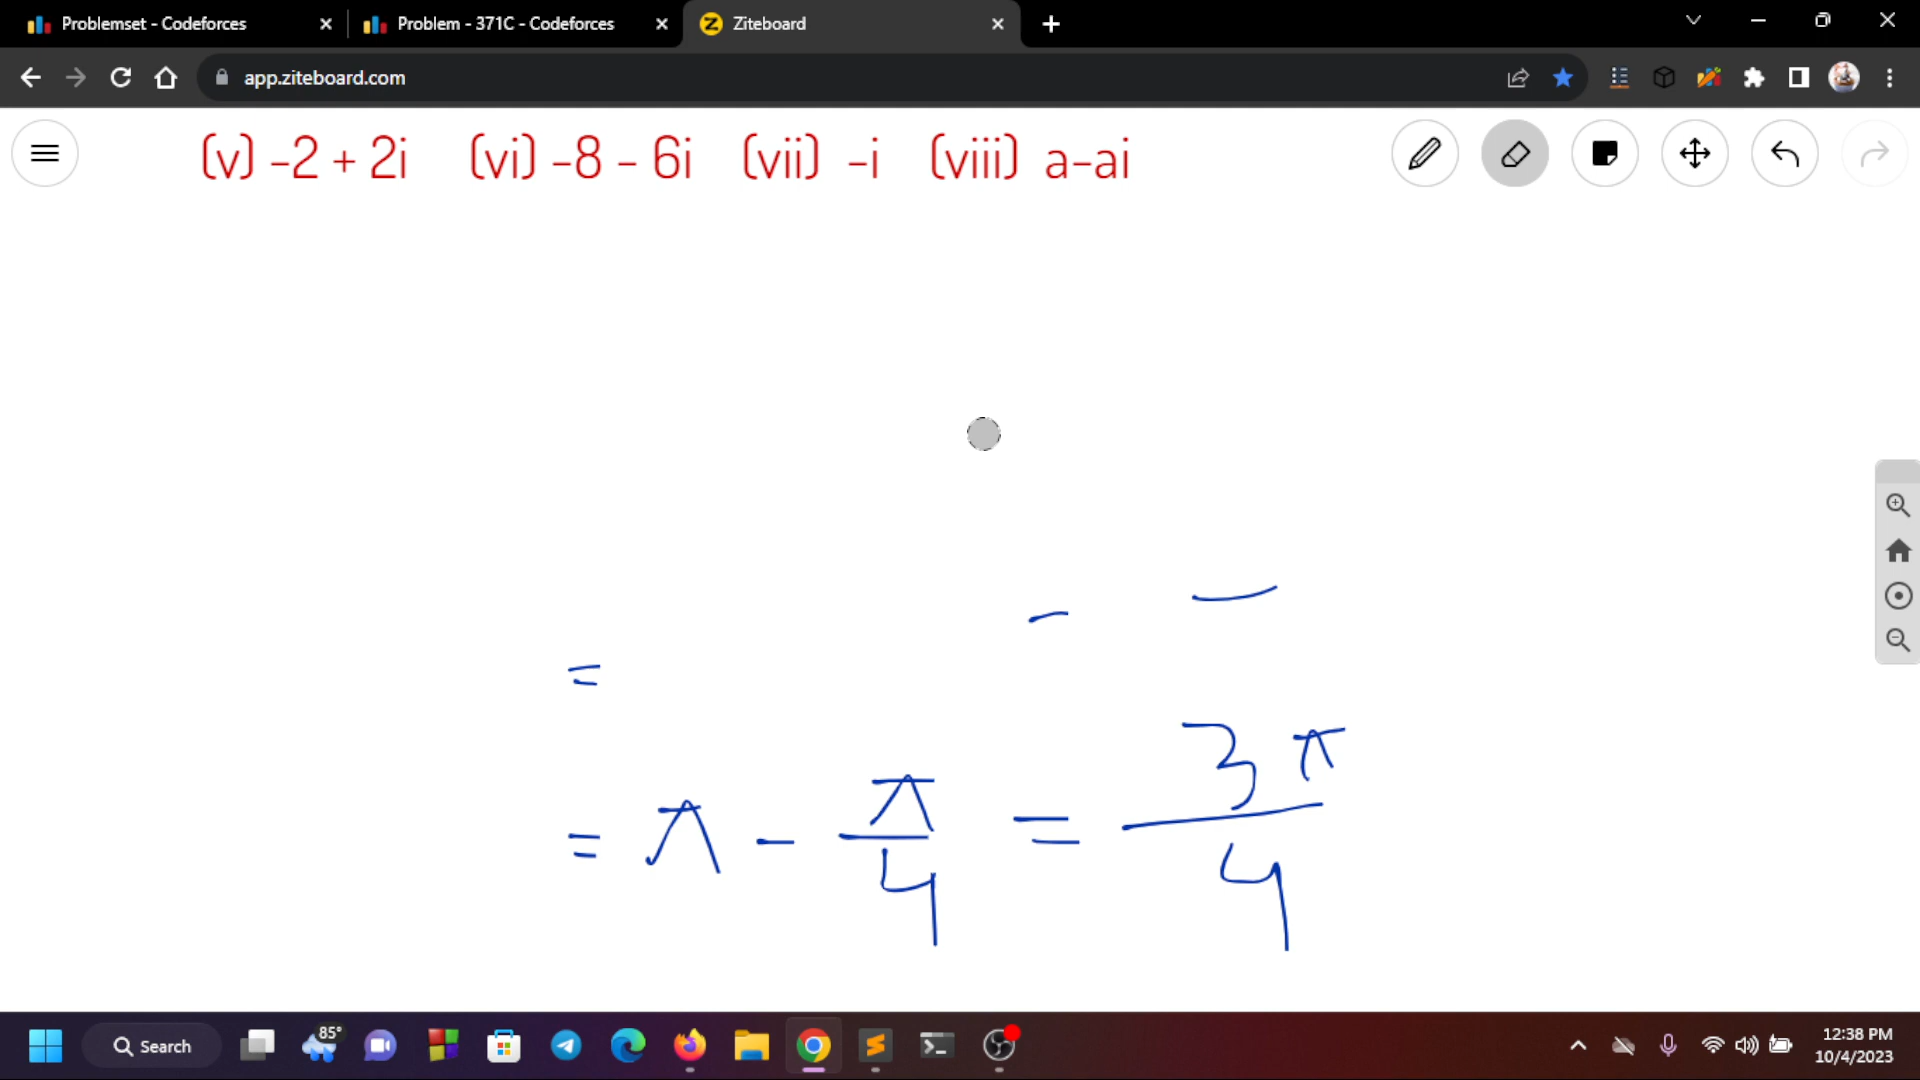 Problemset - Codeforces Problem - 371C - Codeforces Ziteboard
app.ziteboard.com
(v) -2 + 2i (vi) -8 - 6i (vii) -i (viii) a-ai
- -
=
= π - π/4 = 3π/4
85°
Search
12:38 PM
10/4/2023